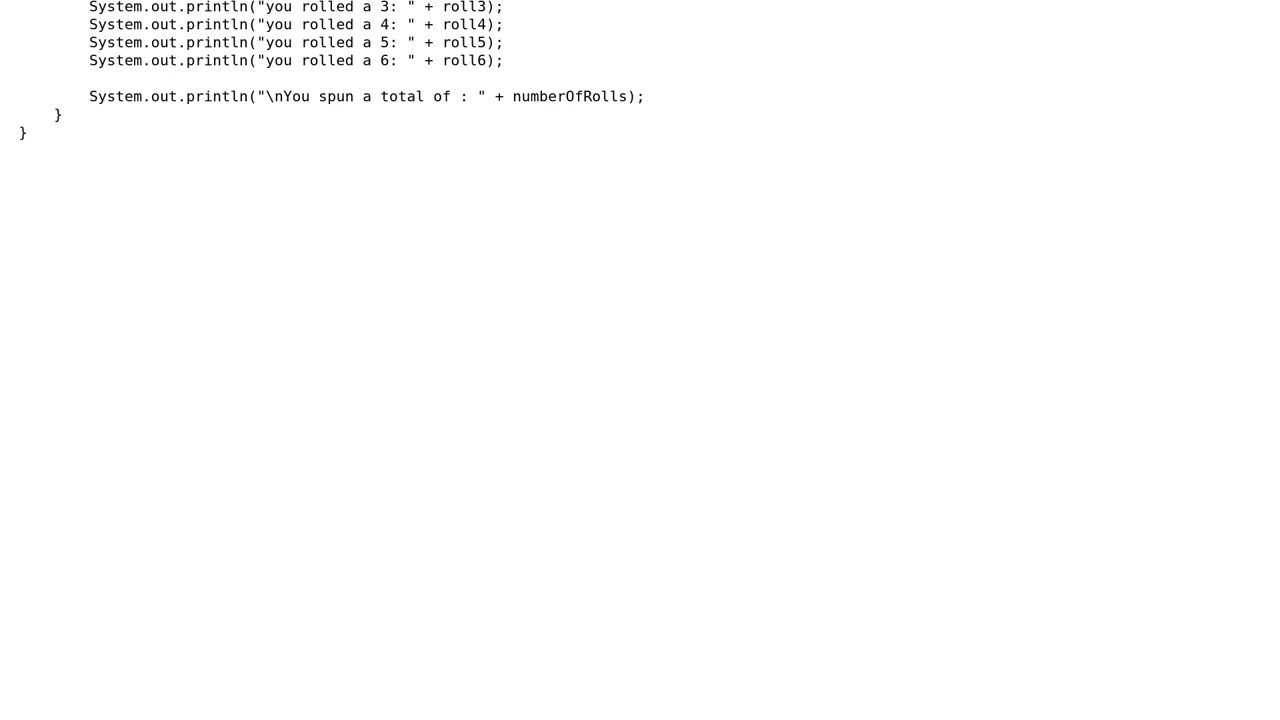 System.out.println("you rolled a 3: " + roll3);
System.out.println("you rolled a 4: " + roll4);
System.out.println("you rolled a 5: " + roll5);
System.out.println("you rolled a 6: " + roll6);
System.out.println("\nYou spun a total of : " + numberOfRolls);
}
}